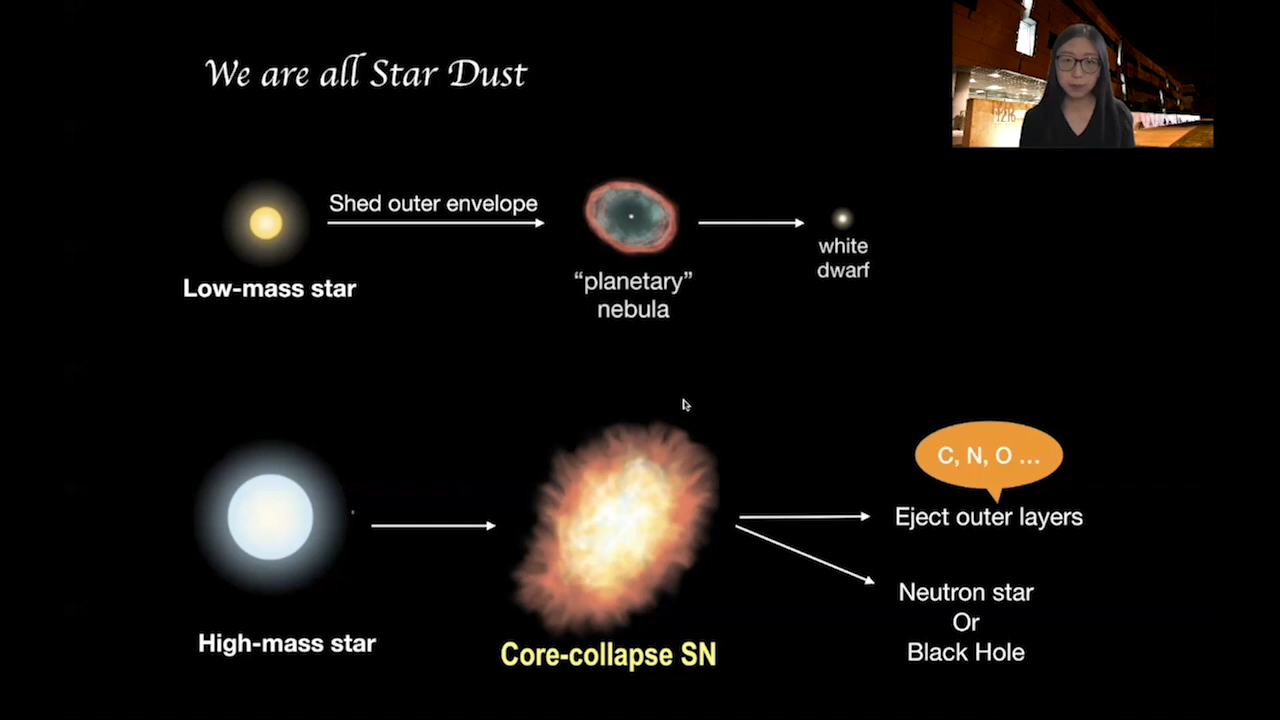 We are all Star Dust
1216
Shed outer envelope
Low-mass star
“planetary”
nebula
white
dwarf
C, N, O ...
Eject outer layers
Neutron star
Or
Black Hole
High-mass star
Core-collapse SN